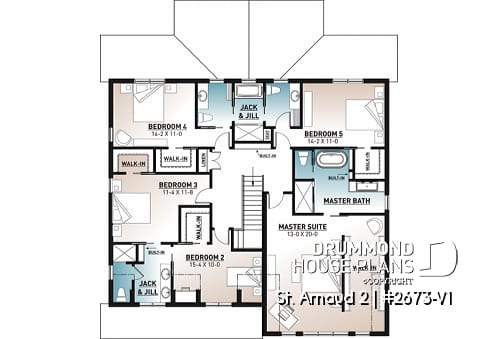 JACK
& JILL
BEDROOM 4
14-2 X 11-0
BEDROOM 5
14-2 X 11-0
BUILT-IN
WALK-IN
WALK-IN
LINEN
WALK-IN
BEDROOM 3
11-4 X 11-8
BUILT-IN
MASTER BATH
WALK-IN
MASTER SUITE
13-0 X 20-0
BUILT-IN
BEDROOM 2
15-4 X 10-0
WALK-IN
JACK
& JILL
DRUMMOND
HOUSE PLANS
©COPYRIGHT
St. Arnaud 2 | #2673-V1